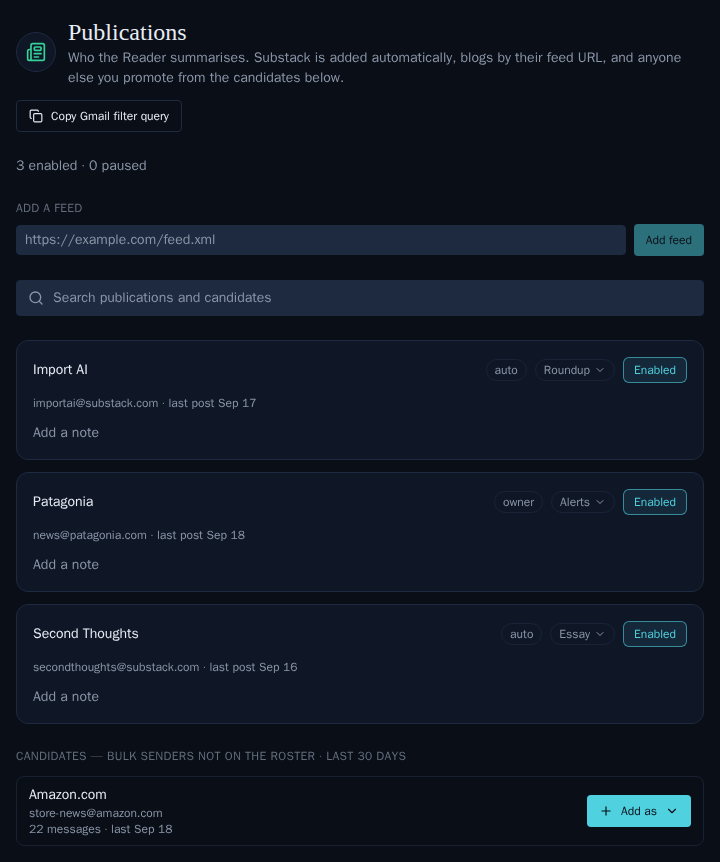 Publications
Who the Reader summarises. Substack is added automatically, blogs by their feed URL, and anyone
else you promote from the candidates below.
Copy Gmail filter query
3 enabled · 0 paused
ADD A FEED
https://example.com/feed.xml
Add feed
Search publications and candidates
Import AI
auto
Roundup
Enabled
importai@substack.com · last post Sep 17
Add a note
Patagonia
owner
Alerts
Enabled
news@patagonia.com · last post Sep 18
Add a note
Second Thoughts
auto
Essay
Enabled
secondthoughts@substack.com · last post Sep 16
Add a note
CANDIDATES — BULK SENDERS NOT ON THE ROSTER · LAST 30 DAYS
Amazon.com
store-news@amazon.com
22 messages · last Sep 18
Add as